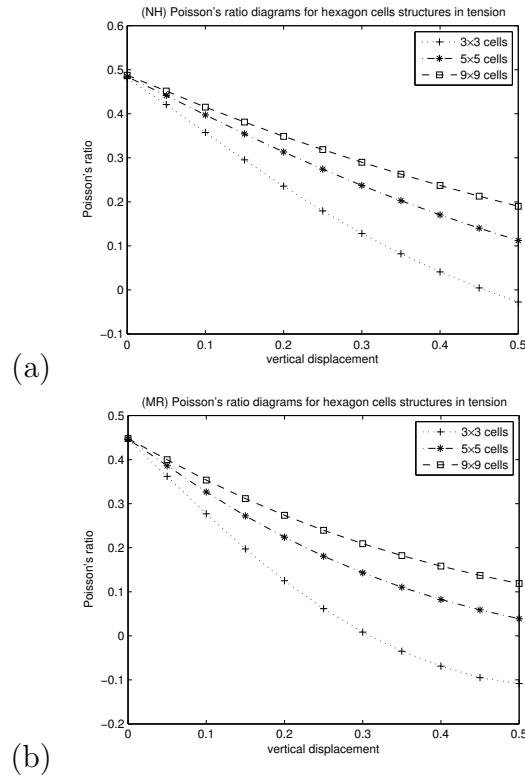 (NH) Poisson's ratio diagrams for hexagon cells structures in tension
0.6
0.5
0.4
0.3
0.2
0.1
0
−0.1
Poisson's ratio
3×3 cells
5×5 cells
9×9 cells
0 0.1 0.2 0.3 0.4 0.5
vertical displacement
(a)
(MR) Poisson's ratio diagrams for hexagon cells structures in tension
0.5
0.4
0.3
0.2
0.1
0
−0.1
−0.2
Poisson's ratio
3×3 cells
5×5 cells
9×9 cells
0 0.1 0.2 0.3 0.4 0.5
vertical displacement
(b)